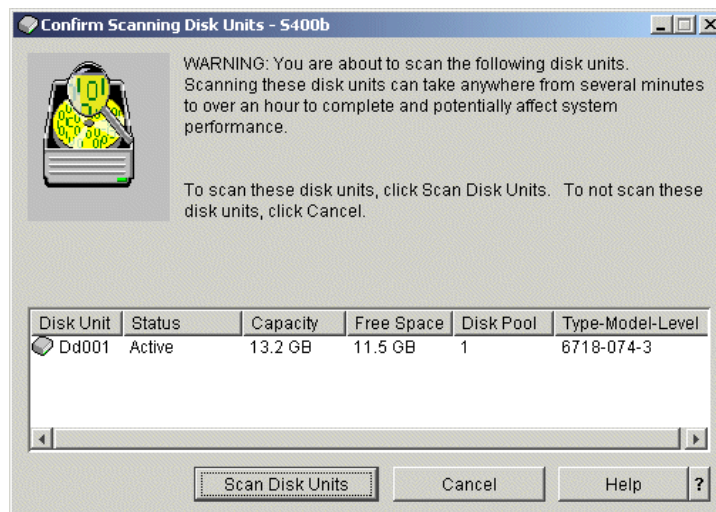 Confirm Scanning Disk Units - S400b
WARNING: You are about to scan the following disk units.
Scanning these disk units can take anywhere from several minutes
to over an hour to complete and potentially affect system
performance.
To scan these disk units, click Scan Disk Units. To not scan these
disk units, click Cancel.
Disk Unit Status Capacity Free Space Disk Pool Type-Model-Level
Dd001 Active 13.2 GB 11.5 GB 1 6718-074-3
Scan Disk Units Cancel Help ?